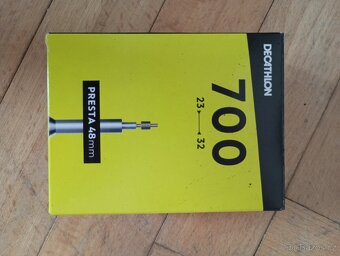 DECATHLON
700
23 32
PRESTA 48mm